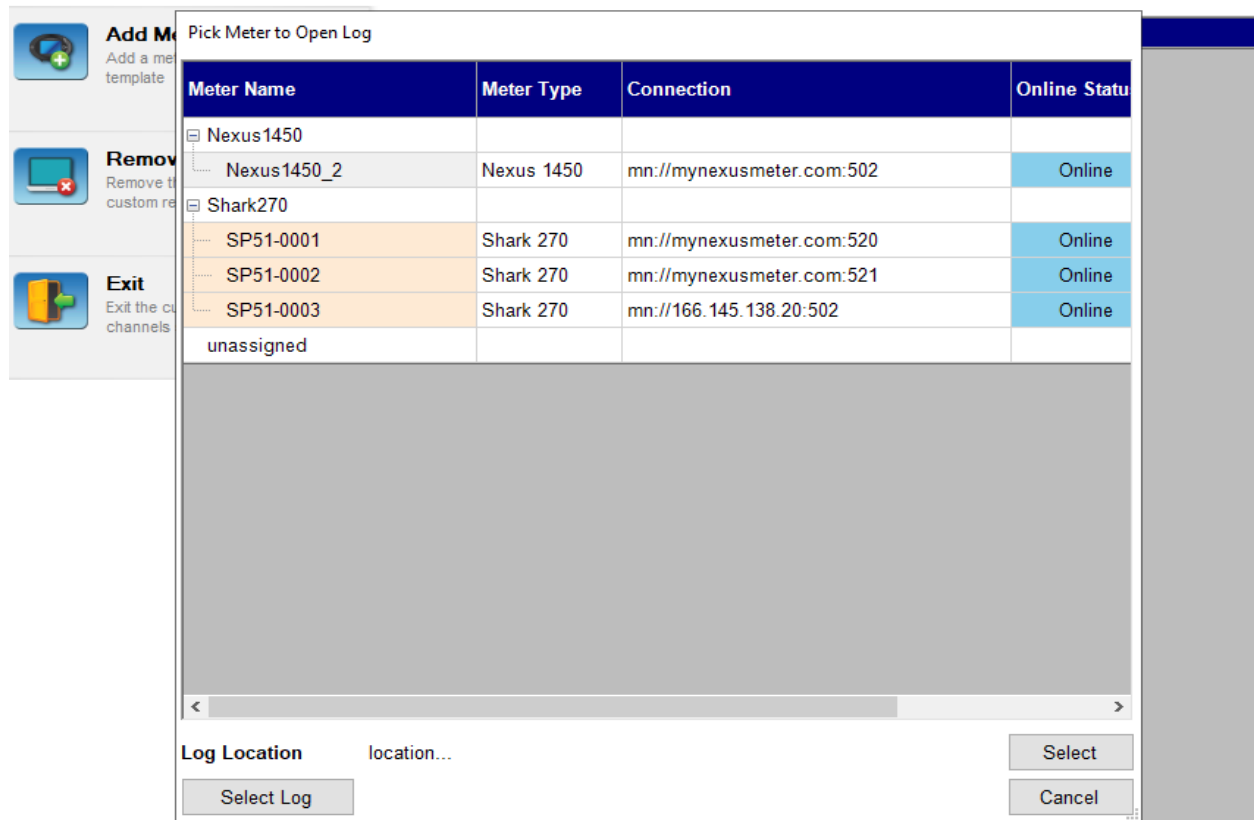 Add Me
Add a met
template
Remov
Remove th
custom re
Exit
Exit the cu
channels
Pick Meter to Open Log
Meter Name Meter Type Connection Online Statu
Nexus1450
Nexus1450_2 Nexus 1450 mn://mynexusmeter.com:502 Online
Shark270
SP51-0001 Shark 270 mn://mynexusmeter.com:520 Online
SP51-0002 Shark 270 mn://mynexusmeter.com:521 Online
SP51-0003 Shark 270 mn://166.145.138.20:502 Online
unassigned
Log Location location... Select
Select Log Cancel